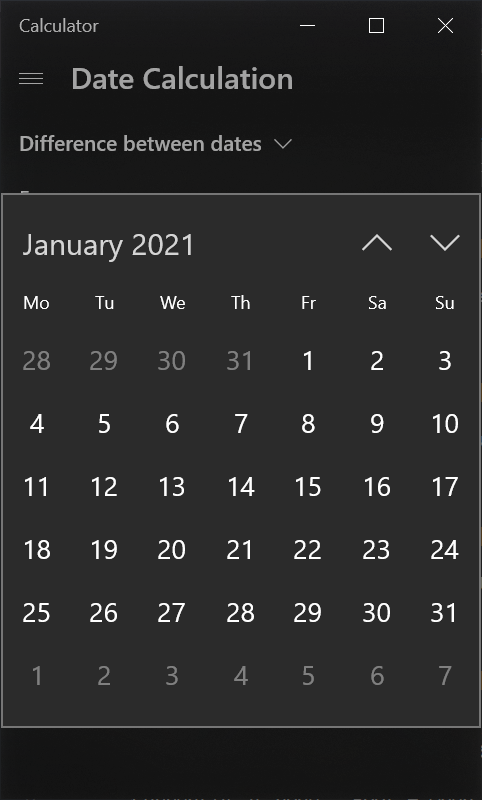 Calculator
Date Calculation
Difference between dates
January 2021
Mo Tu We Th Fr Sa Su
28 29 30 31 1 2 3
4 5 6 7 8 9 10
11 12 13 14 15 16 17
18 19 20 21 22 23 24
25 26 27 28 29 30 31
1 2 3 4 5 6 7